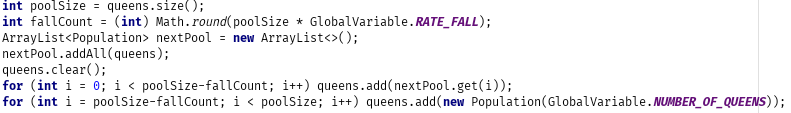 int poolSize = queens.size();
int fallCount = (int) Math.round(poolSize * GlobalVariable.RATE_FALL);
ArrayList<Population> nextPool = new ArrayList<>();
nextPool.addAll(queens);
queens.clear();
for (int i = 0; i < poolSize-fallCount; i++) queens.add(nextPool.get(i));
for (int i = poolSize-fallCount; i < poolSize; i++) queens.add(new Population(GlobalVariable.NUMBER_OF_QUEENS));